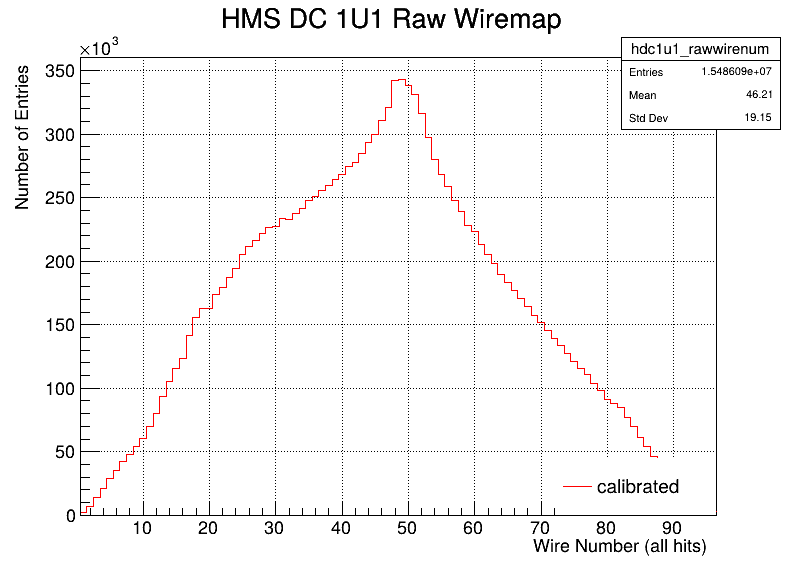 HMS DC 1U1 Raw Wiremap
×10³
hdc1u1_rawwirenum
Entries 1.548609e+07
Mean 46.21
Std Dev 19.15
Number of Entries
350
300
250
200
150
100
50
0
10 20 30 40 50 60 70 80 90
calibrated
Wire Number (all hits)